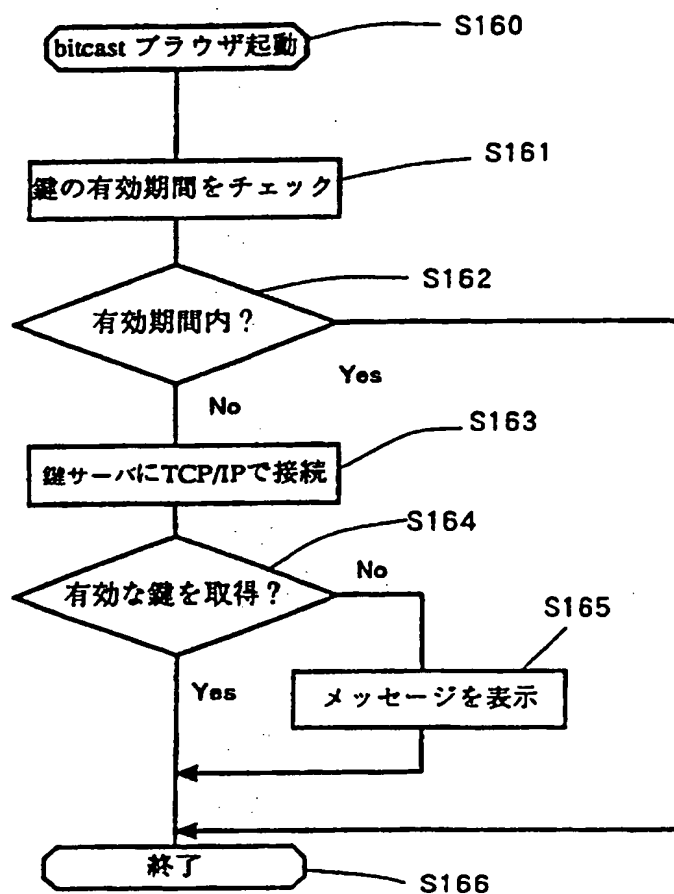 bitcast ブラウザ起動
S160
鍵の有効期間をチェック
S161
有効期間内？
S162
Yes
No
鍵サーバにTCP/IPで接続
S163
有効な鍵を取得？
S164
No
Yes
S165
メッセージを表示
終了
S166